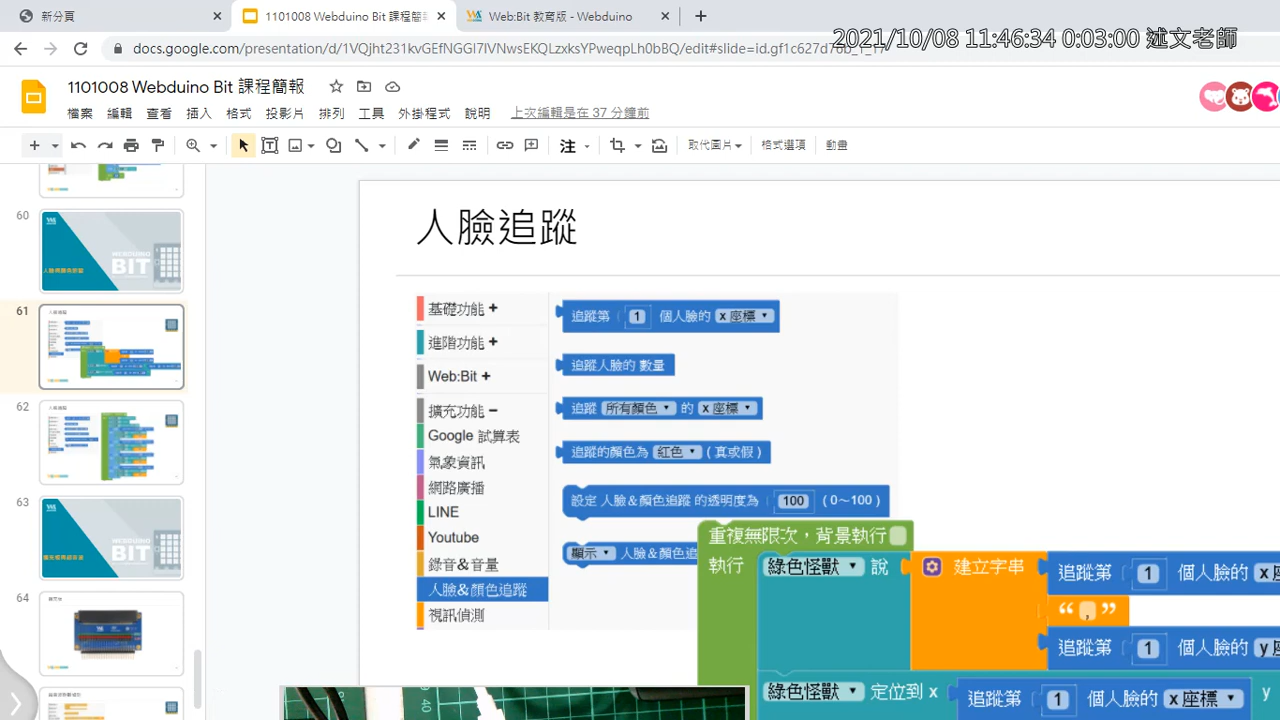 新分頁
1101008 Webduino Bit 課程簡
Web:Bit 教育版 - Webduino
docs.google.com/presentation/d/1VQjht231kvGEfNGGI7IVNwsEKQLzxksYPweqpLh0bBQ/edit#slide=id.gf1c627d76b_1_17
2021/10/08 11:46:34 0:03:00 述文老師
1101008 Webduino Bit 課程簡報
檔案 編輯 查看 插入 格式 投影片 排列 工具 外掛程式 說明 上次編輯是在 37 分鐘前
注 取代圖片 格式選項 動畫
60
WEBDUINO
BIT
61
62
63
WEBDUINO
BIT
64
人臉追蹤
基礎功能 +
進階功能 +
Web:Bit +
擴充功能 −
Google 試算表
氣象資訊
網路廣播
LINE
Youtube
錄音&音量
人臉&顏色追蹤
視訊偵測
追蹤第 1 個人臉的 x 座標
追蹤人臉的 數量
追蹤 所有顏色 的 x 座標
追蹤的顏色為 紅色 ( 真或假 )
設定 人臉&顏色追蹤 的透明度為 100 ( 0～100 )
顯示 人臉&顏色追
重複無限次，背景執行
執行 綠色怪獸 說 建立字串 追蹤第 1 個人臉的 x 座
“ , ”
追蹤第 1 個人臉的 y 座
綠色怪獸 定位到 x 追蹤第 1 個人臉的 x 座標 y
40